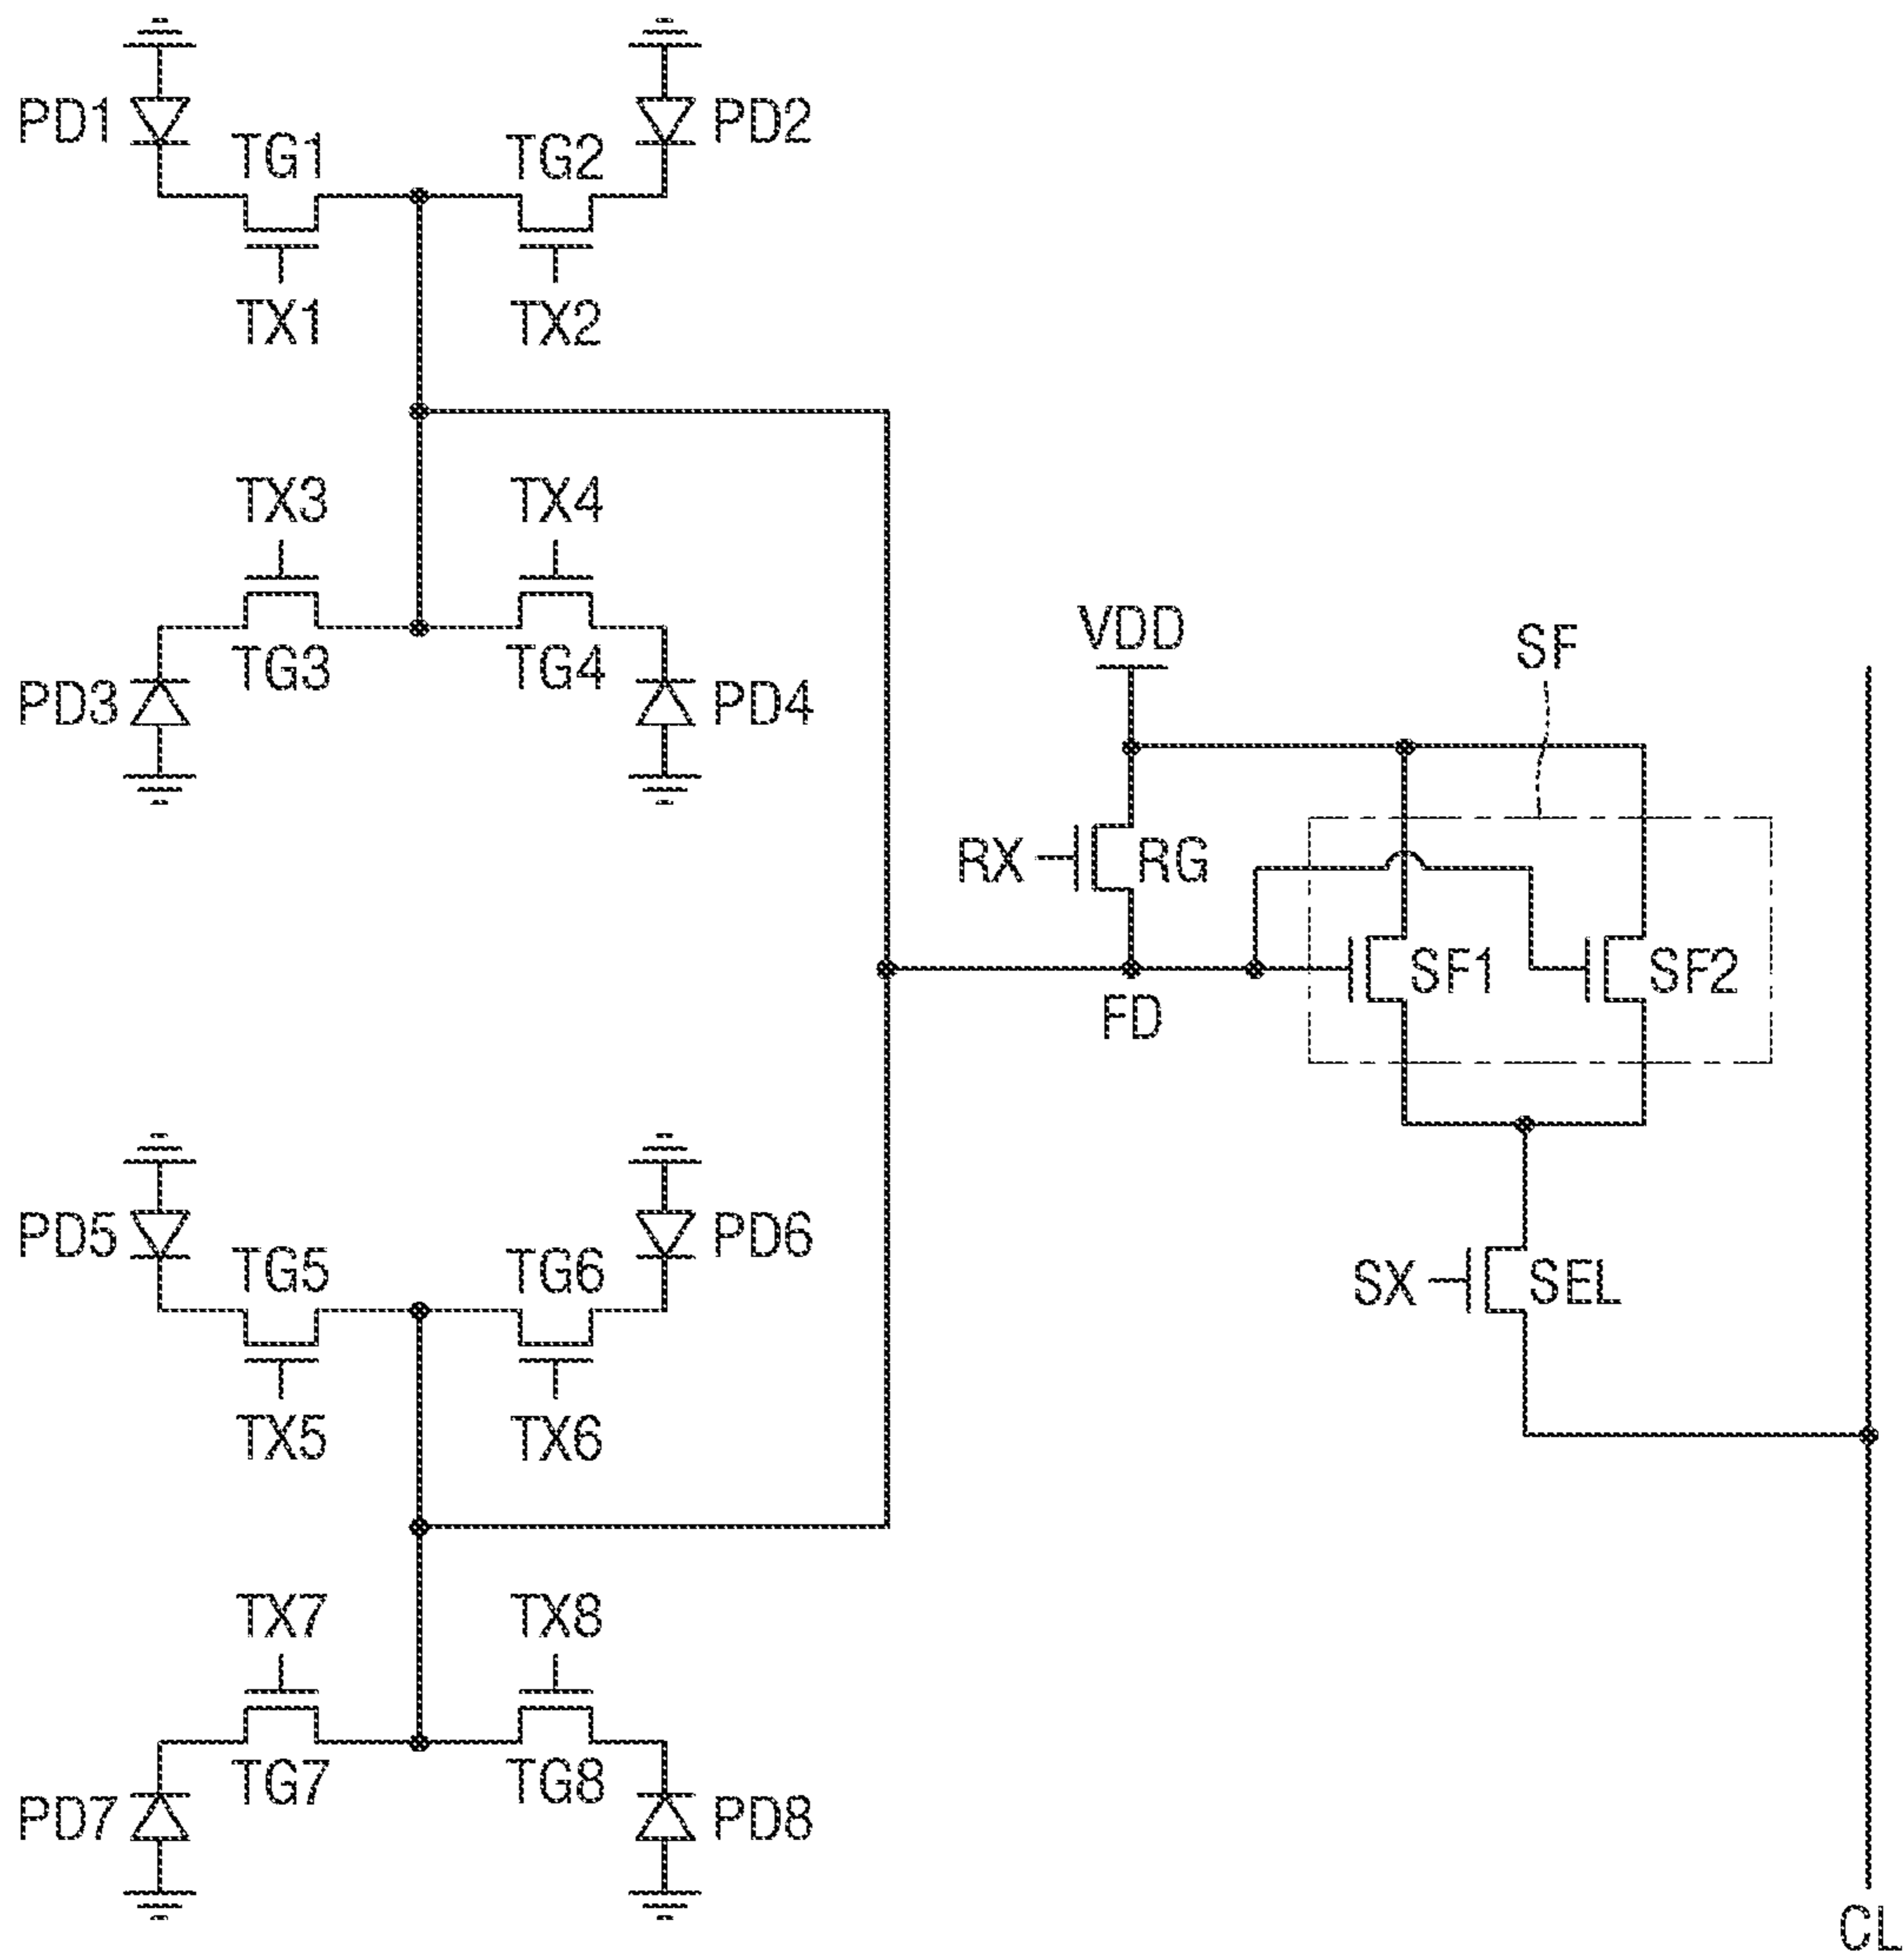 PD1
TG1
TG2
PD2
TX1
TX2
TX3
TX4
TG3
TG4
PD3
PD4
VDD
SF
RX
RG
SF1
SF2
FD
PD5
TG5
TG6
PD6
SX
SEL
TX5
TX6
TX7
TX8
TG7
TG8
PD7
PD8
CL